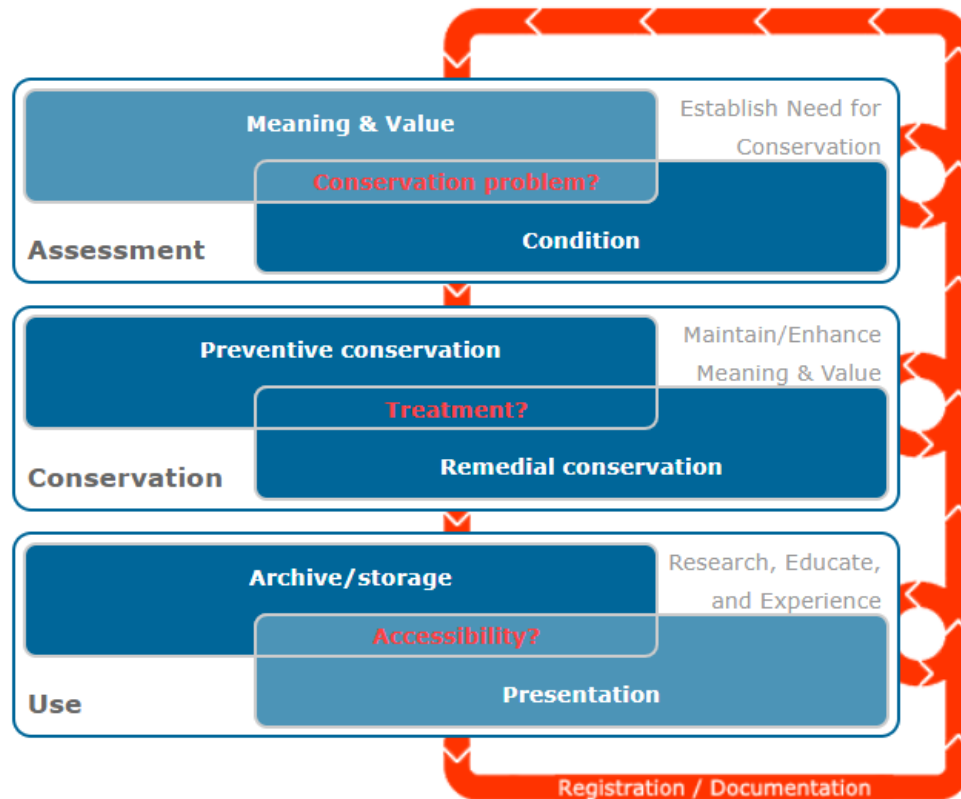 Meaning & Value
Establish Need for
Conservation
Conservation problem?
Condition
Assessment
Preventive conservation
Maintain/Enhance
Meaning & Value
Treatment?
Remedial conservation
Conservation
Archive/storage
Research, Educate,
and Experience
Accessibility?
Presentation
Use
Registration / Documentation